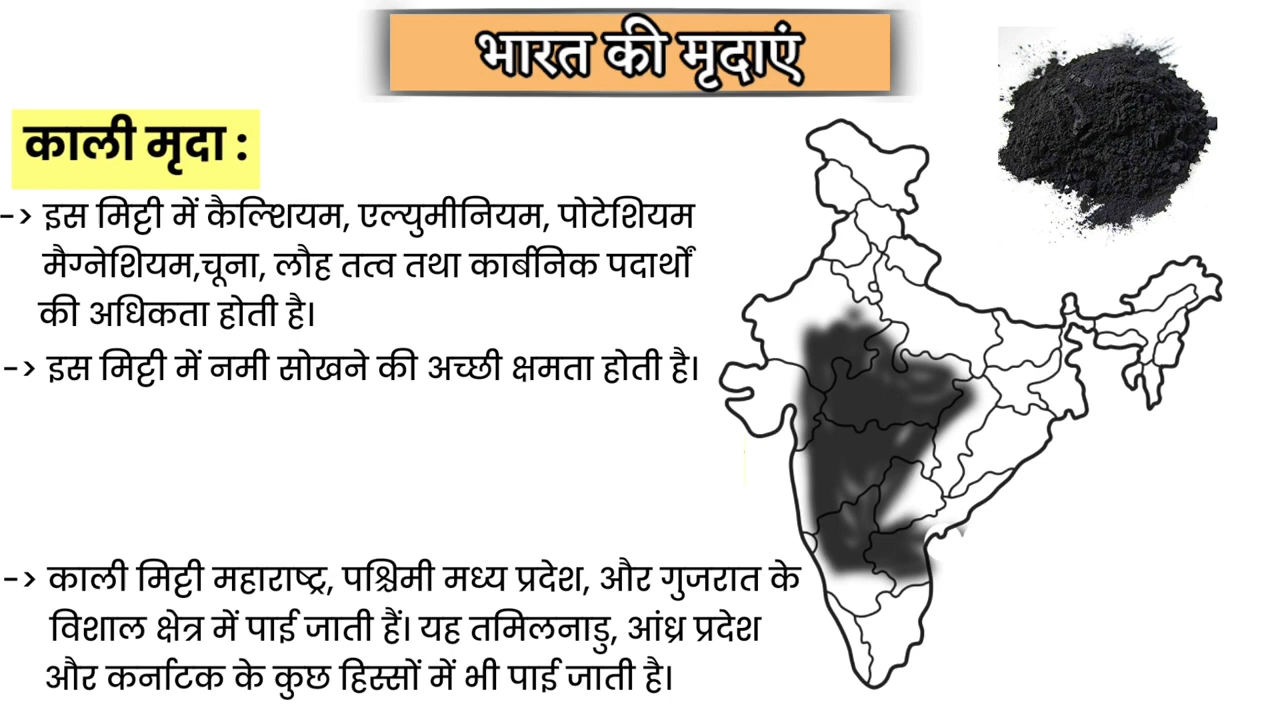 भारत की मृदाएं
काली मृदा :
-> इस मिट्टी में कैल्शियम, एल्युमीनियम, पोटेशियम
मैग्नेशियम,चूना, लौह तत्व तथा कार्बनिक पदार्थों
की अधिकता होती है।
-> इस मिट्टी में नमी सोखने की अच्छी क्षमता होती है।
-> काली मिट्टी महाराष्ट्र, पश्चिमी मध्य प्रदेश, और गुजरात के
विशाल क्षेत्र में पाई जाती हैं। यह तमिलनाडु, आंध्र प्रदेश
और कर्नाटक के कुछ हिस्सों में भी पाई जाती है।